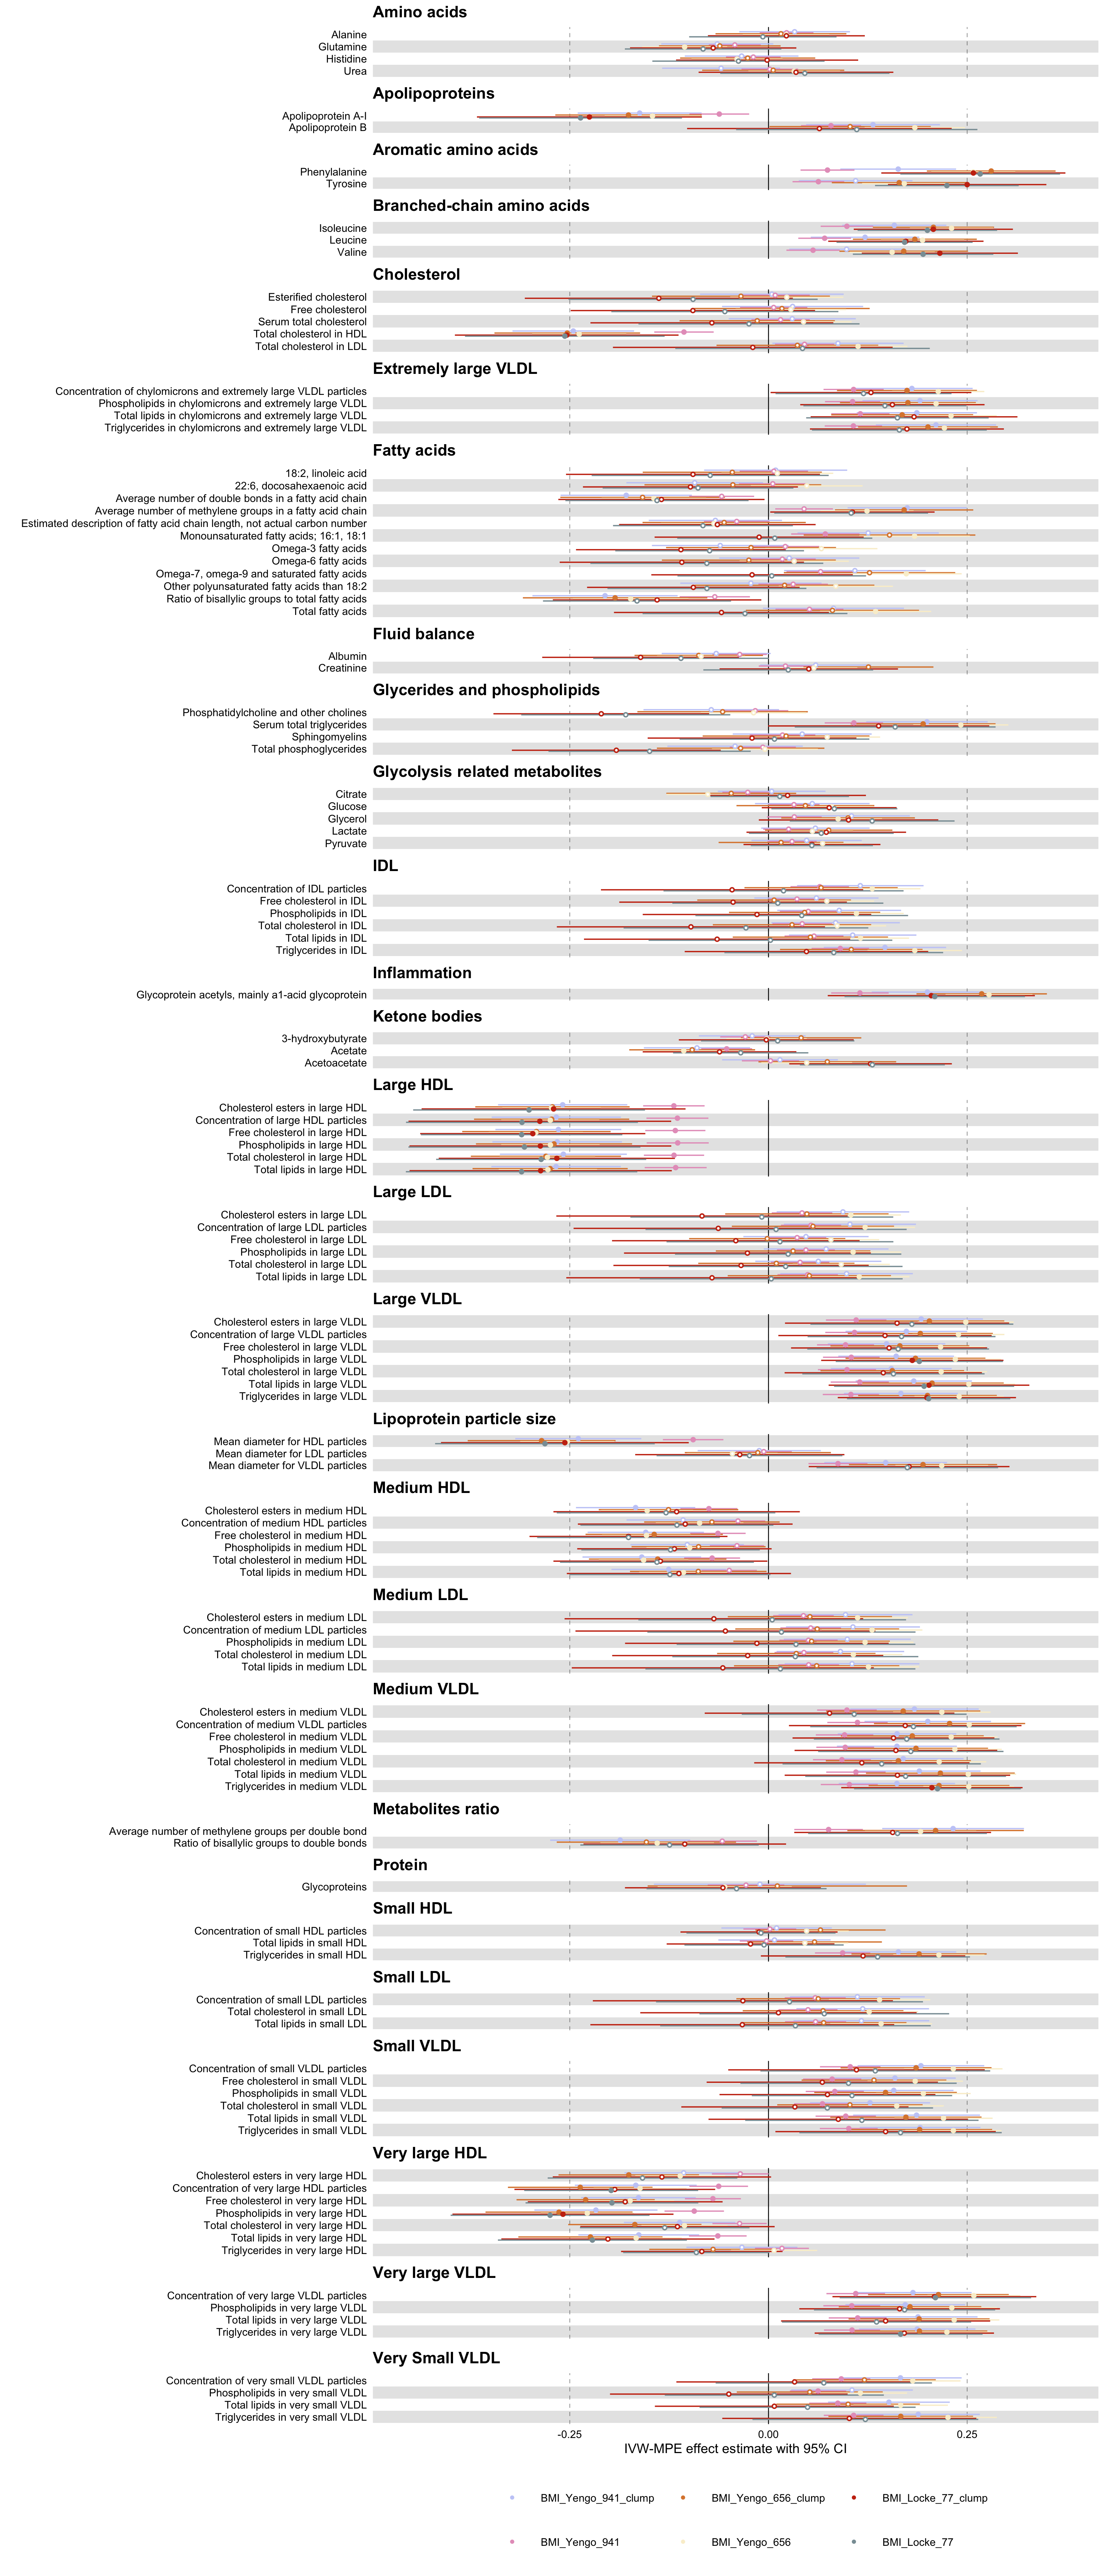 Amino acids
Alanine
Glutamine
Histidine
Urea
Apolipoproteins
Apolipoprotein A-I
Apolipoprotein B
Aromatic amino acids
Phenylalanine
Tyrosine
Branched-chain amino acids
Isoleucine
Leucine
Valine
Cholesterol
Esterified cholesterol
Free cholesterol
Serum total cholesterol
Total cholesterol in HDL
Total cholesterol in LDL
Extremely large VLDL
Concentration of chylomicrons and extremely large VLDL particles
Phospholipids in chylomicrons and extremely large VLDL
Total lipids in chylomicrons and extremely large VLDL
Triglycerides in chylomicrons and extremely large VLDL
Fatty acids
18:2, linoleic acid
22:6, docosahexaenoic acid
Average number of double bonds in a fatty acid chain
Average number of methylene groups in a fatty acid chain
Estimated description of fatty acid chain length, not actual carbon number
Monounsaturated fatty acids; 16:1, 18:1
Omega-3 fatty acids
Omega-6 fatty acids
Omega-7, omega-9 and saturated fatty acids
Other polyunsaturated fatty acids than 18:2
Ratio of bisallylic groups to total fatty acids
Total fatty acids
Fluid balance
Albumin
Creatinine
Glycerides and phospholipids
Phosphatidylcholine and other cholines
Serum total triglycerides
Sphingomyelins
Total phosphoglycerides
Glycolysis related metabolites
Citrate
Glucose
Glycerol
Lactate
Pyruvate
IDL
Concentration of IDL particles
Free cholesterol in IDL
Phospholipids in IDL
Total cholesterol in IDL
Total lipids in IDL
Triglycerides in IDL
Inflammation
Glycoprotein acetyls, mainly a1-acid glycoprotein
Ketone bodies
3-hydroxybutyrate
Acetate
Acetoacetate
Large HDL
Cholesterol esters in large HDL
Concentration of large HDL particles
Free cholesterol in large HDL
Phospholipids in large HDL
Total cholesterol in large HDL
Total lipids in large HDL
Large LDL
Cholesterol esters in large LDL
Concentration of large LDL particles
Free cholesterol in large LDL
Phospholipids in large LDL
Total cholesterol in large LDL
Total lipids in large LDL
Large VLDL
Cholesterol esters in large VLDL
Concentration of large VLDL particles
Free cholesterol in large VLDL
Phospholipids in large VLDL
Total cholesterol in large VLDL
Total lipids in large VLDL
Triglycerides in large VLDL
Lipoprotein particle size
Mean diameter for HDL particles
Mean diameter for LDL particles
Mean diameter for VLDL particles
Medium HDL
Cholesterol esters in medium HDL
Concentration of medium HDL particles
Free cholesterol in medium HDL
Phospholipids in medium HDL
Total cholesterol in medium HDL
Total lipids in medium HDL
Medium LDL
Cholesterol esters in medium LDL
Concentration of medium LDL particles
Phospholipids in medium LDL
Total cholesterol in medium LDL
Total lipids in medium LDL
Medium VLDL
Cholesterol esters in medium VLDL
Concentration of medium VLDL particles
Free cholesterol in medium VLDL
Phospholipids in medium VLDL
Total cholesterol in medium VLDL
Total lipids in medium VLDL
Triglycerides in medium VLDL
Metabolites ratio
Average number of methylene groups per double bond
Ratio of bisallylic groups to double bonds
Protein
Glycoproteins
Small HDL
Concentration of small HDL particles
Total lipids in small HDL
Triglycerides in small HDL
Small LDL
Concentration of small LDL particles
Total cholesterol in small LDL
Total lipids in small LDL
Small VLDL
Concentration of small VLDL particles
Free cholesterol in small VLDL
Phospholipids in small VLDL
Total cholesterol in small VLDL
Total lipids in small VLDL
Triglycerides in small VLDL
Very large HDL
Cholesterol esters in very large HDL
Concentration of very large HDL particles
Free cholesterol in very large HDL
Phospholipids in very large HDL
Total cholesterol in very large HDL
Total lipids in very large HDL
Triglycerides in very large HDL
Very large VLDL
Concentration of very large VLDL particles
Phospholipids in very large VLDL
Total lipids in very large VLDL
Triglycerides in very large VLDL
Very Small VLDL
Concentration of very small VLDL particles
Phospholipids in very small VLDL
Total lipids in very small VLDL
Triglycerides in very small VLDL
-0.25 0.00 0.25
IVW-MPE effect estimate with 95% CI
BMI_Yengo_941_clump BMI_Yengo_656_clump BMI_Locke_77_clump
BMI_Yengo_941 BMI_Yengo_656 BMI_Locke_77